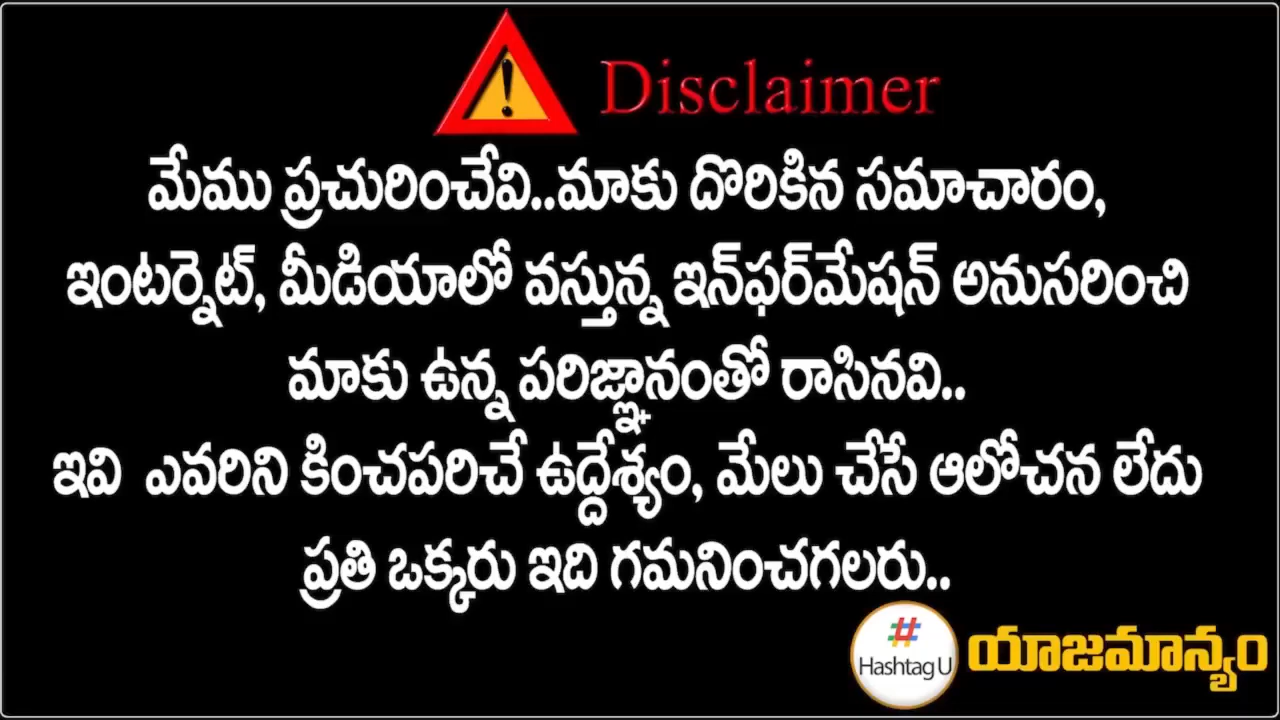 Disclaimer
మేము ప్రచురించేవి..మాకు దొరికిన సమాచారం,
ఇంటర్నెట్, మీడియాలో వస్తున్న ఇన్‌ఫర్‌మేషన్ అనుసరించి
మాకు ఉన్న పరిజ్ఞానంతో రాసినవి..
ఇవి ఎవరిని కించపరిచే ఉద్దేశ్యం, మేలు చేసే ఆలోచన లేదు
ప్రతి ఒక్కరు ఇది గమనించగలరు..
#
Hashtag U
యాజమాన్యం